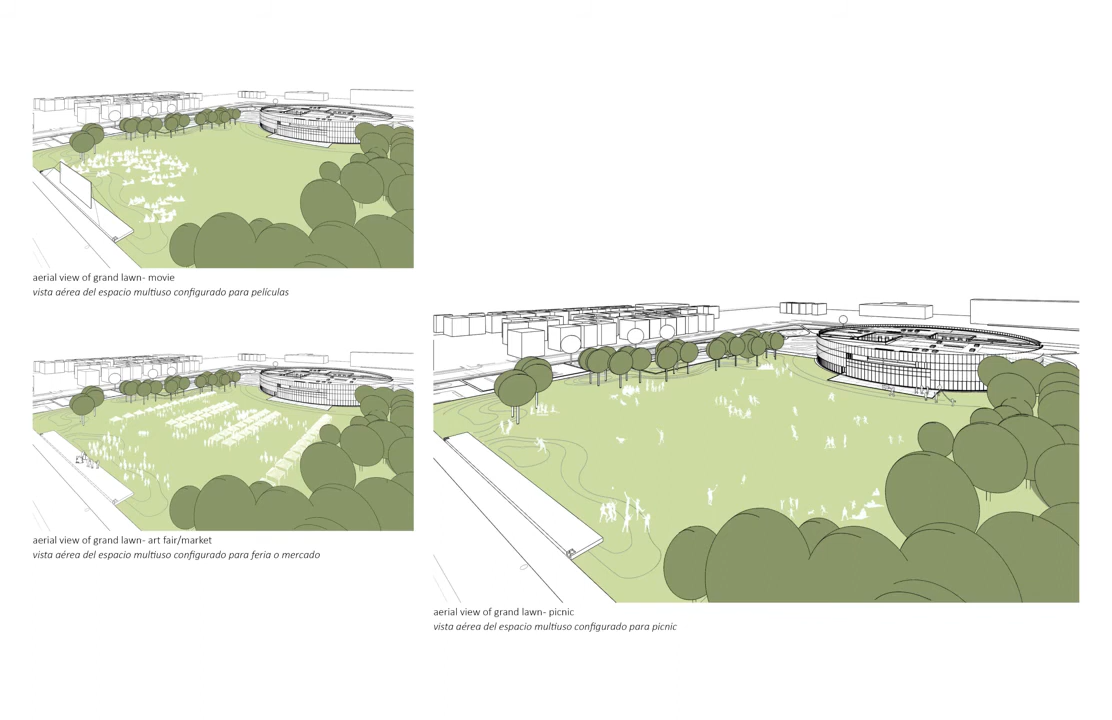 aerial view of grand lawn- movie
vista aérea del espacio multiuso configurado para películas
aerial view of grand lawn- art fair/market
vista aérea del espacio multiuso configurado para feria o mercado
aerial view of grand lawn- picnic
vista aérea del espacio multiuso configurado para picnic